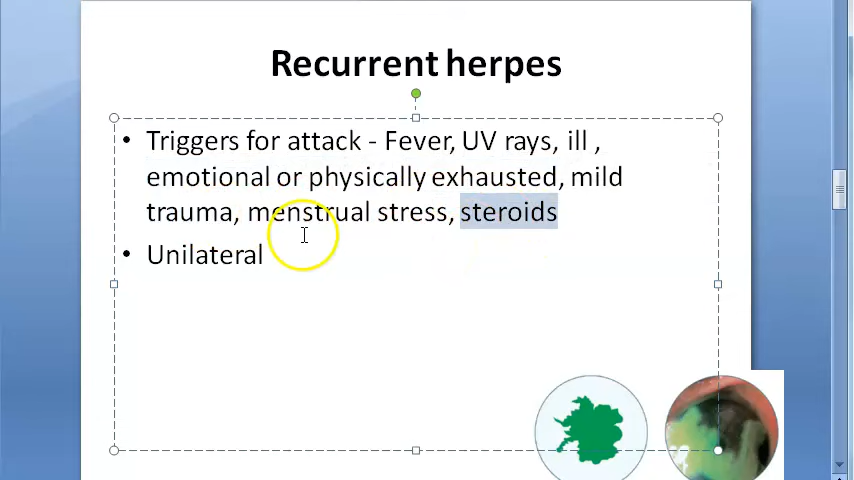 Recurrent herpes
• Triggers for attack - Fever, UV rays, ill ,
emotional or physically exhausted, mild
trauma, menstrual stress, steroids
• Unilateral